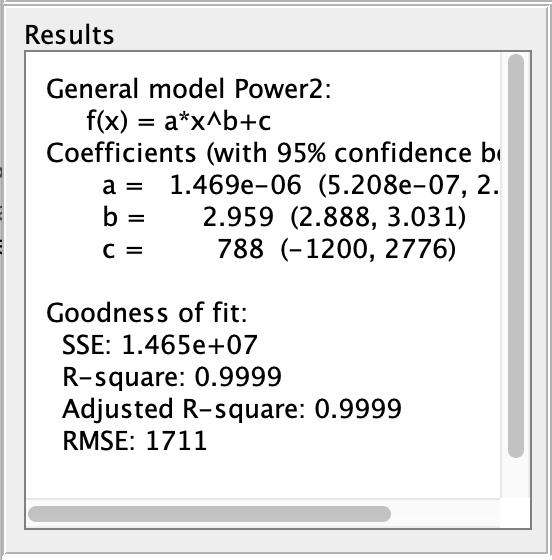 Results
General model Power2:
f(x) = a*x^b+c
Coefficients (with 95% confidence
a = 1.469e-06 (5.208e-07, 2.
b = 2.959 (2.888, 3.031)
c = 788 (-1200, 2776)
Goodness of fit:
SSE: 1.465e+07
R-square: 0.9999
Adjusted R-square: 0.9999
RMSE: 1711